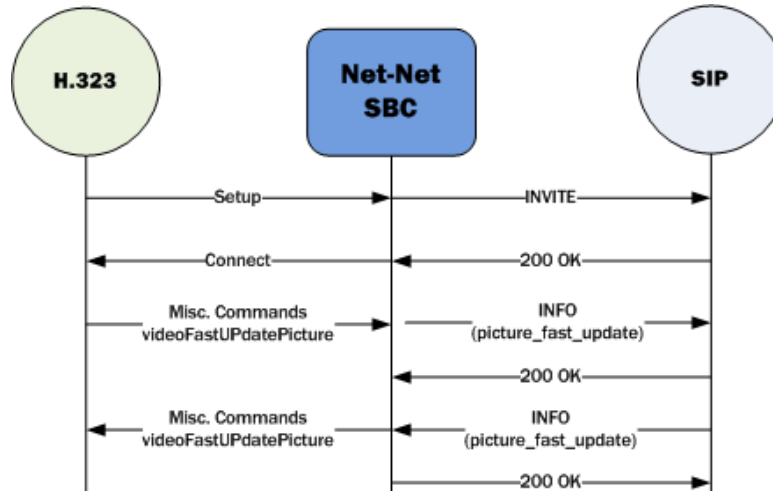 H.323
Net-Net
SBC
SIP
Setup
INVITE
Connect
200 OK
Misc. Commands
videoFastUPdatePicture
INFO
(picture_fast_update)
200 OK
Misc. Commands
videoFastUPdatePicture
INFO
(picture_fast_update)
200 OK